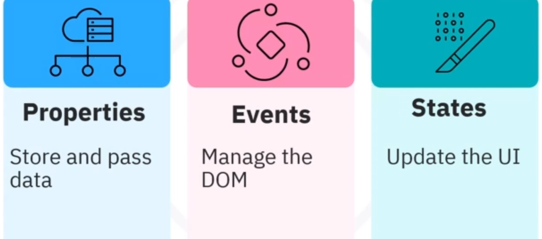 Properties
Store and pass
data
Events
Manage the
DOM
States
Update the UI